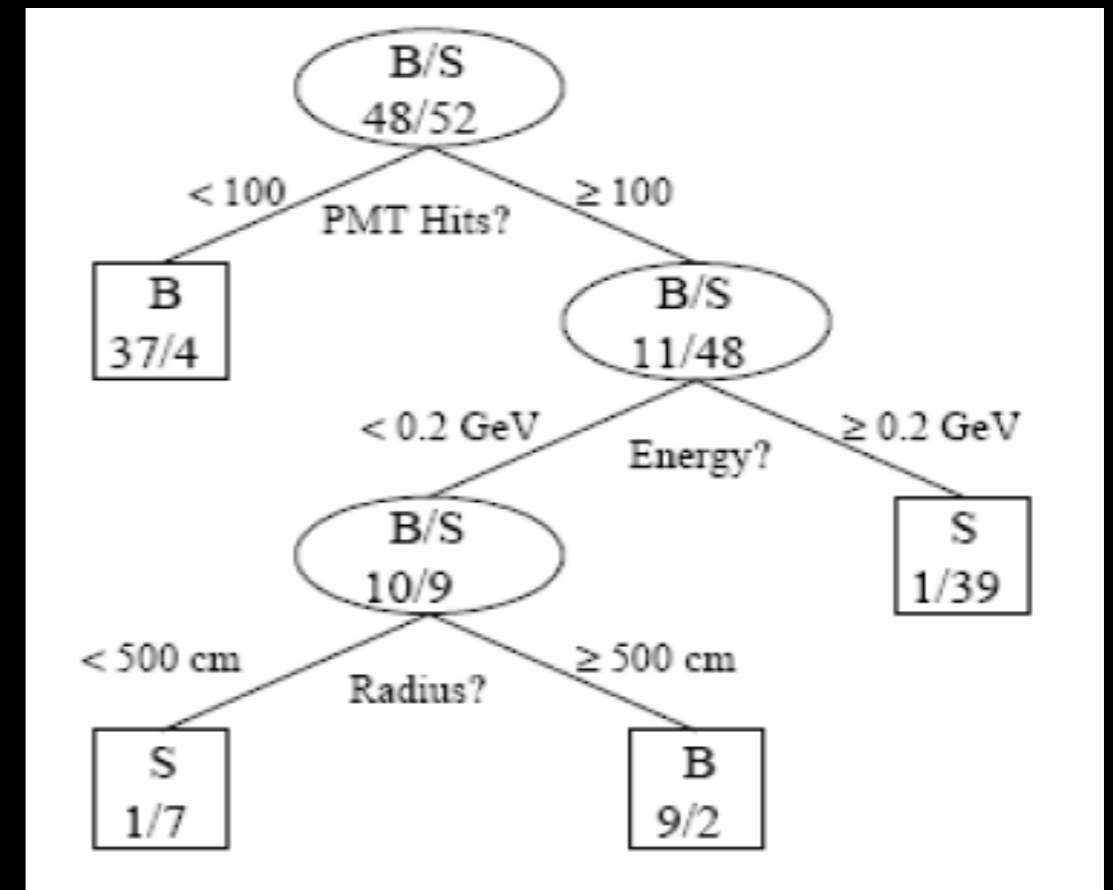 B/S
48/52
< 100
≥ 100
PMT Hits?
B
37/4
B/S
11/48
< 0.2 GeV
≥ 0.2 GeV
Energy?
B/S
10/9
S
1/39
< 500 cm
≥ 500 cm
Radius?
S
1/7
B
9/2